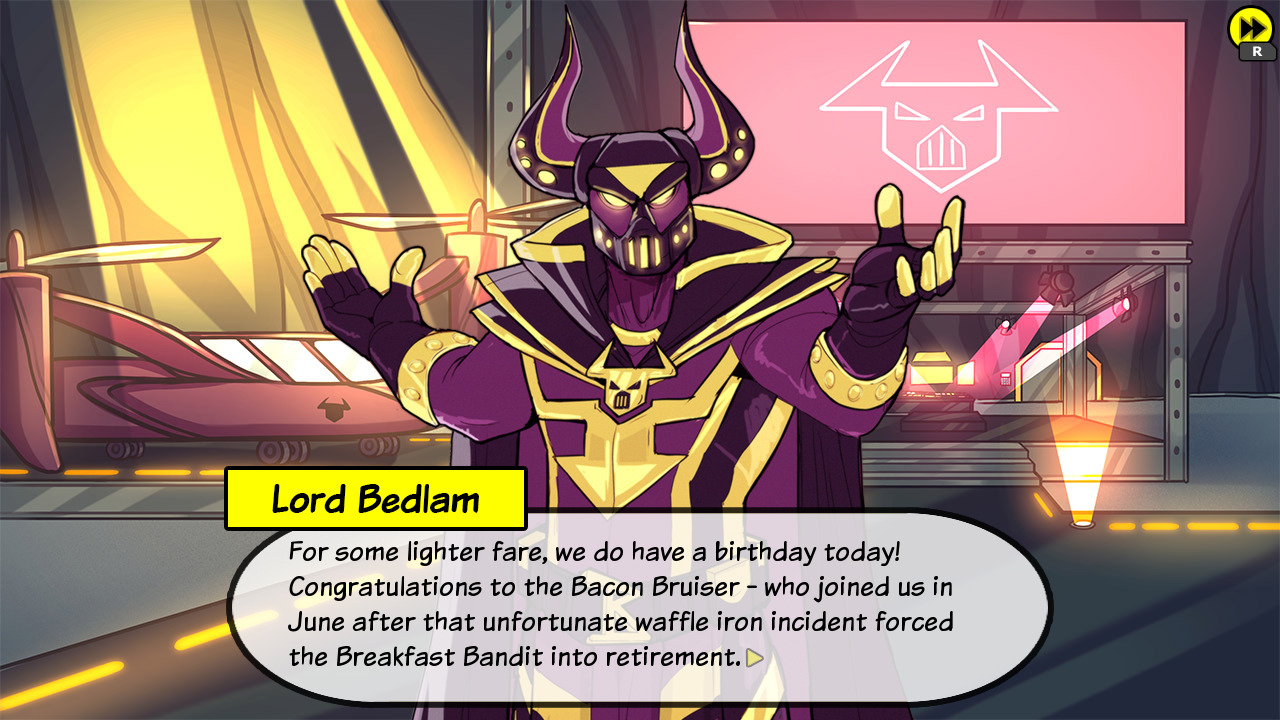 R
Lord Bedlam
For some lighter fare, we do have a birthday today!
Congratulations to the Bacon Bruiser - who joined us in
June after that unfortunate waffle iron incident forced
the Breakfast Bandit into retirement.